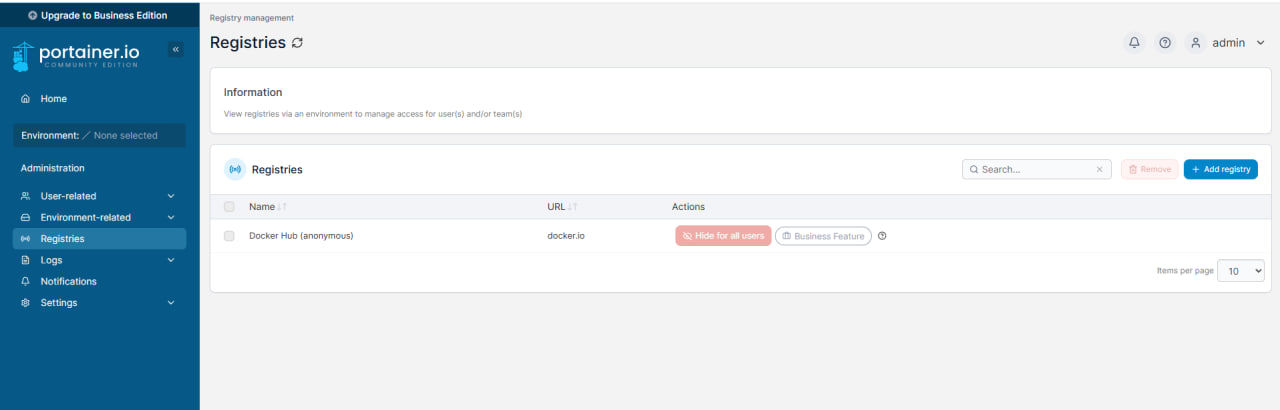 Upgrade to Business Edition
portainer.io
COMMUNITY EDITION
Home
Environment: None selected
Administration
User-related
Environment-related
Registries
Logs
Notifications
Settings
Registry management
Registries
admin
Information
View registries via an environment to manage access for user(s) and/or team(s)
Registries
Search...
Remove
+ Add registry
Name URL Actions
Docker Hub (anonymous) docker.io Hide for all users Business Feature
Items per page 10